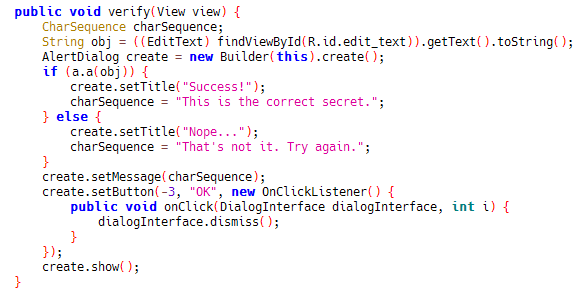 public void verify(View view) {
CharSequence charSequence;
String obj = ((EditText) findViewById(R.id.edit_text)).getText().toString();
AlertDialog create = new Builder(this).create();
if (a.a(obj)) {
create.setTitle("Success!");
charSequence = "This is the correct secret.";
} else {
create.setTitle("Nope...");
charSequence = "That's not it. Try again.";
}
create.setMessage(charSequence);
create.setButton(-3, "OK", new OnClickListener() {
public void onClick(DialogInterface dialogInterface, int i) {
dialogInterface.dismiss();
}
});
create.show();
}